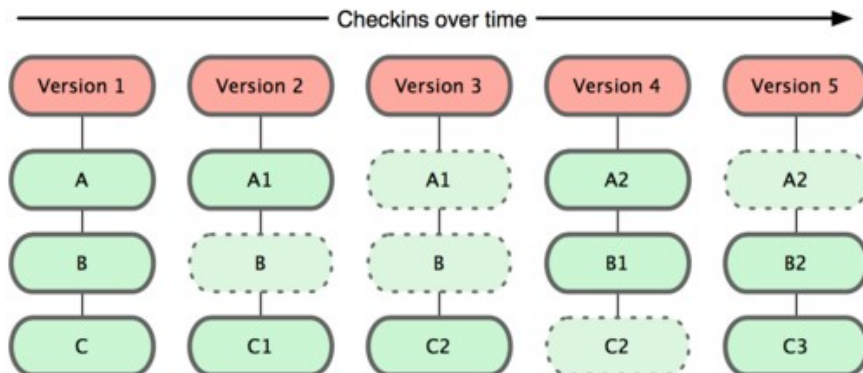 Checkins over time
Version 1 Version 2 Version 3 Version 4 Version 5
A A1 A1 A2 A2
B B B B1 B2
C C1 C2 C2 C3